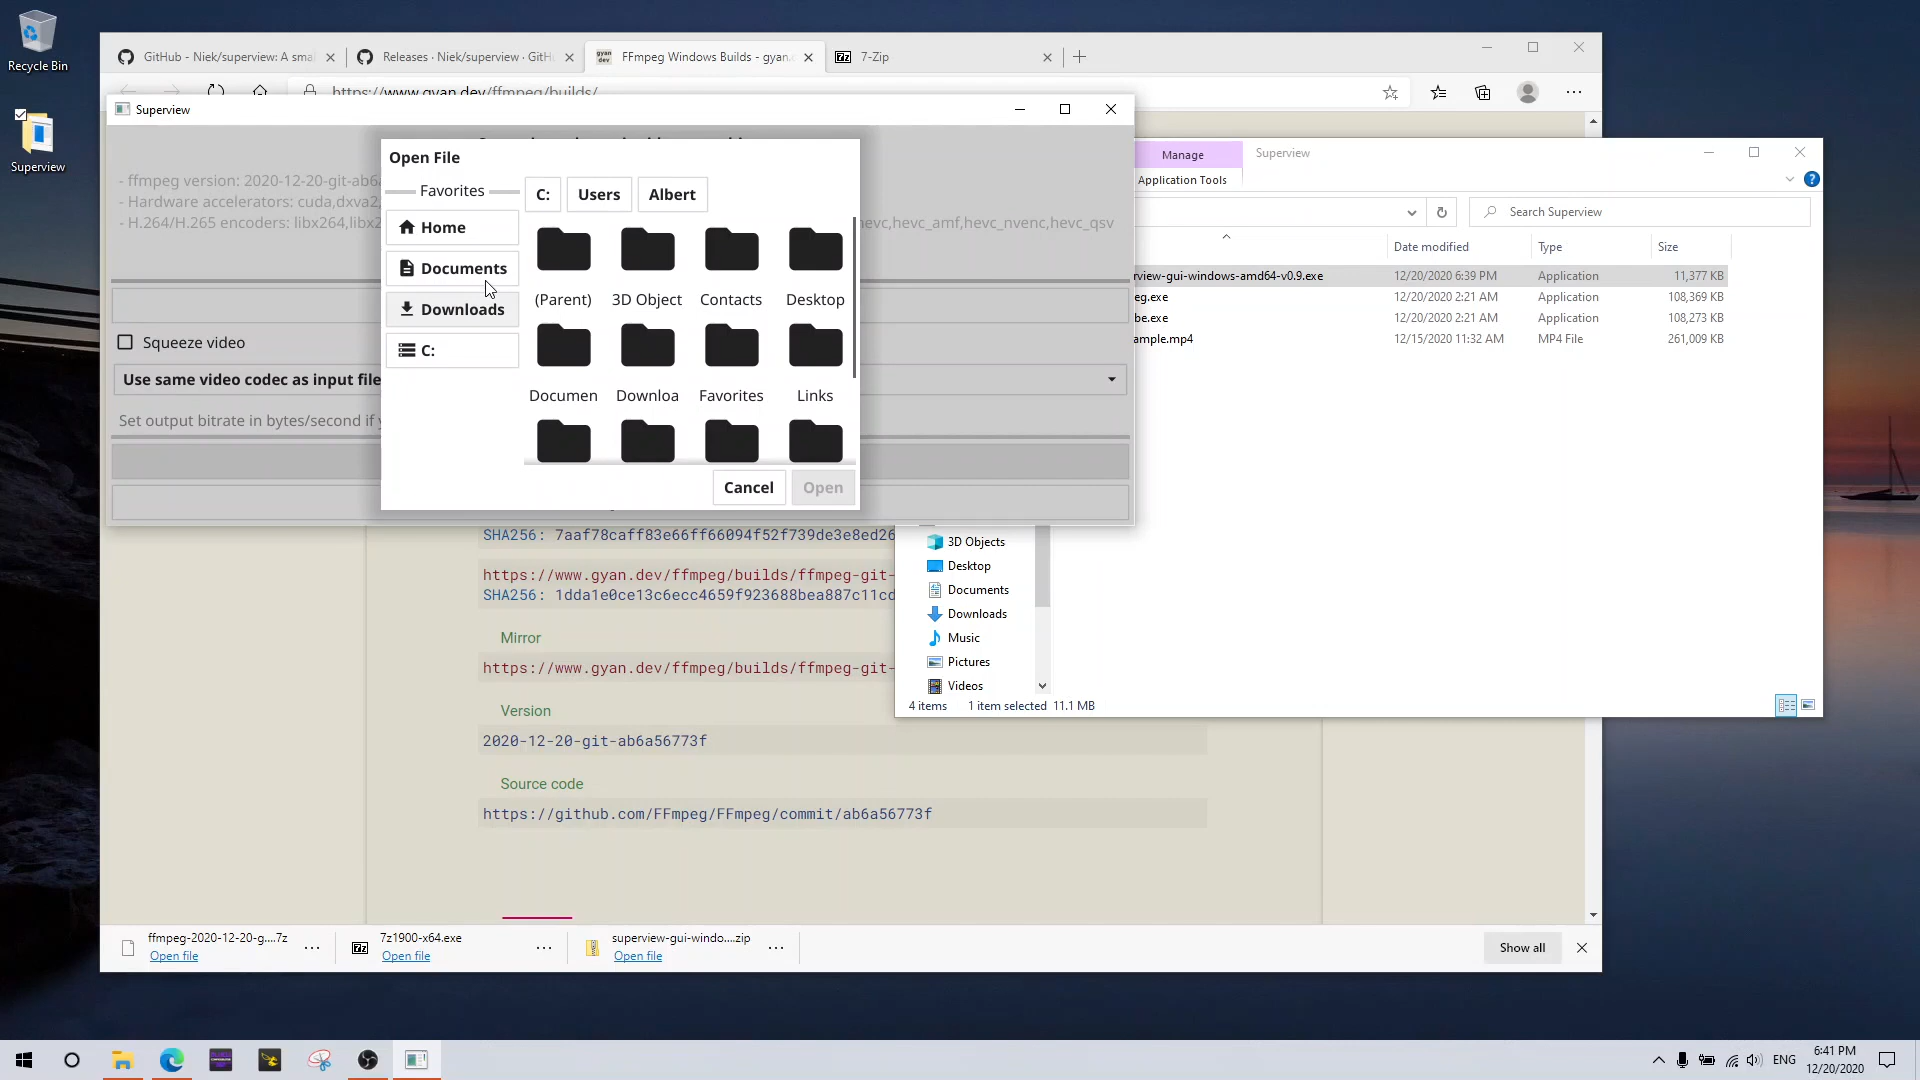 Recycle Bin
Superview
GitHub - Niek/superview: A smal
Releases · Niek/superview · GitH
gyan dev
FFmpeg Windows Builds - gyan.d
7-Zip
https://www.gyan.dev/ffmpeg/builds/
Superview
- ffmpeg version: 2020-12-20-git-ab6
- Hardware accelerators: cuda,dxva2
- H.264/H.265 encoders: libx264,libx2
hevc,hevc_amf,hevc_nvenc,hevc_qsv
Squeeze video
Use same video codec as input file
Set output bitrate in bytes/second if y
Open File
Favorites
Home
Documents
Downloads
C:
C:
Users
Albert
(Parent)
3D Object
Contacts
Desktop
Documen
Downloa
Favorites
Links
Cancel
Open
Manage
Superview
Application Tools
Search Superview
Date modified
Type
Size
rview-gui-windows-amd64-v0.9.exe
12/20/2020 6:39 PM
Application
11,377 KB
eg.exe
12/20/2020 2:21 AM
Application
108,369 KB
be.exe
12/20/2020 2:21 AM
Application
108,273 KB
ample.mp4
12/15/2020 11:32 AM
MP4 File
261,009 KB
3D Objects
Desktop
Documents
Downloads
Music
Pictures
Videos
4 items
1 item selected 11.1 MB
SHA256: 7aaf78caff83e66ff66094f52f739de3e8ed26
https://www.gyan.dev/ffmpeg/builds/ffmpeg-git-
SHA256: 1dda1e0ce13c6ecc4659f923688bea887c11cd
Mirror
https://www.gyan.dev/ffmpeg/builds/ffmpeg-git-
Version
2020-12-20-git-ab6a56773f
Source code
https://github.com/FFmpeg/FFmpeg/commit/ab6a56773f
ffmpeg-2020-12-20-g....7z
Open file
7z1900-x64.exe
Open file
superview-gui-windo....zip
Open file
Show all
ENG
6:41 PM
12/20/2020